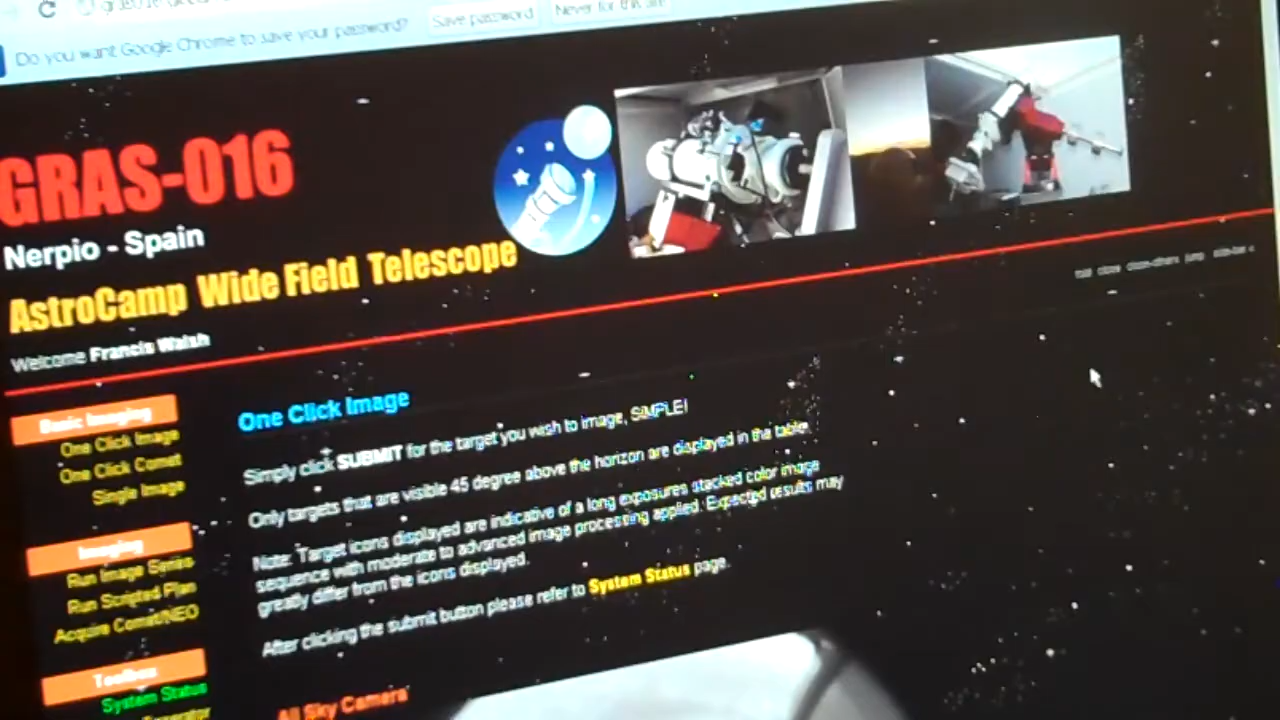 Do you want Google Chrome to save your password?
Save password
Never for this site
GRAS-016
Nerpio - Spain
AstroCamp Wide Field Telescope
Welcome Francis Walsh
Basic Imaging
One Click Image
One Click Comet
Single Image
Imaging
Run Image Series
Run Scripted Plan
Acquire Comet/NEO
Toolbox
System Status
One Click Image
Simply click SUBMIT for the target you wish to image, SIMPLE!
Only targets that are visible 45 degree above the horizon are displayed in the table.
Note: Target icons displayed are indicative of a long exposures stacked color image
sequence with moderate to advanced image processing applied. Expected results may
greatly differ from the icons displayed.
After clicking the submit button please refer to System Status page.
All Sky Camera